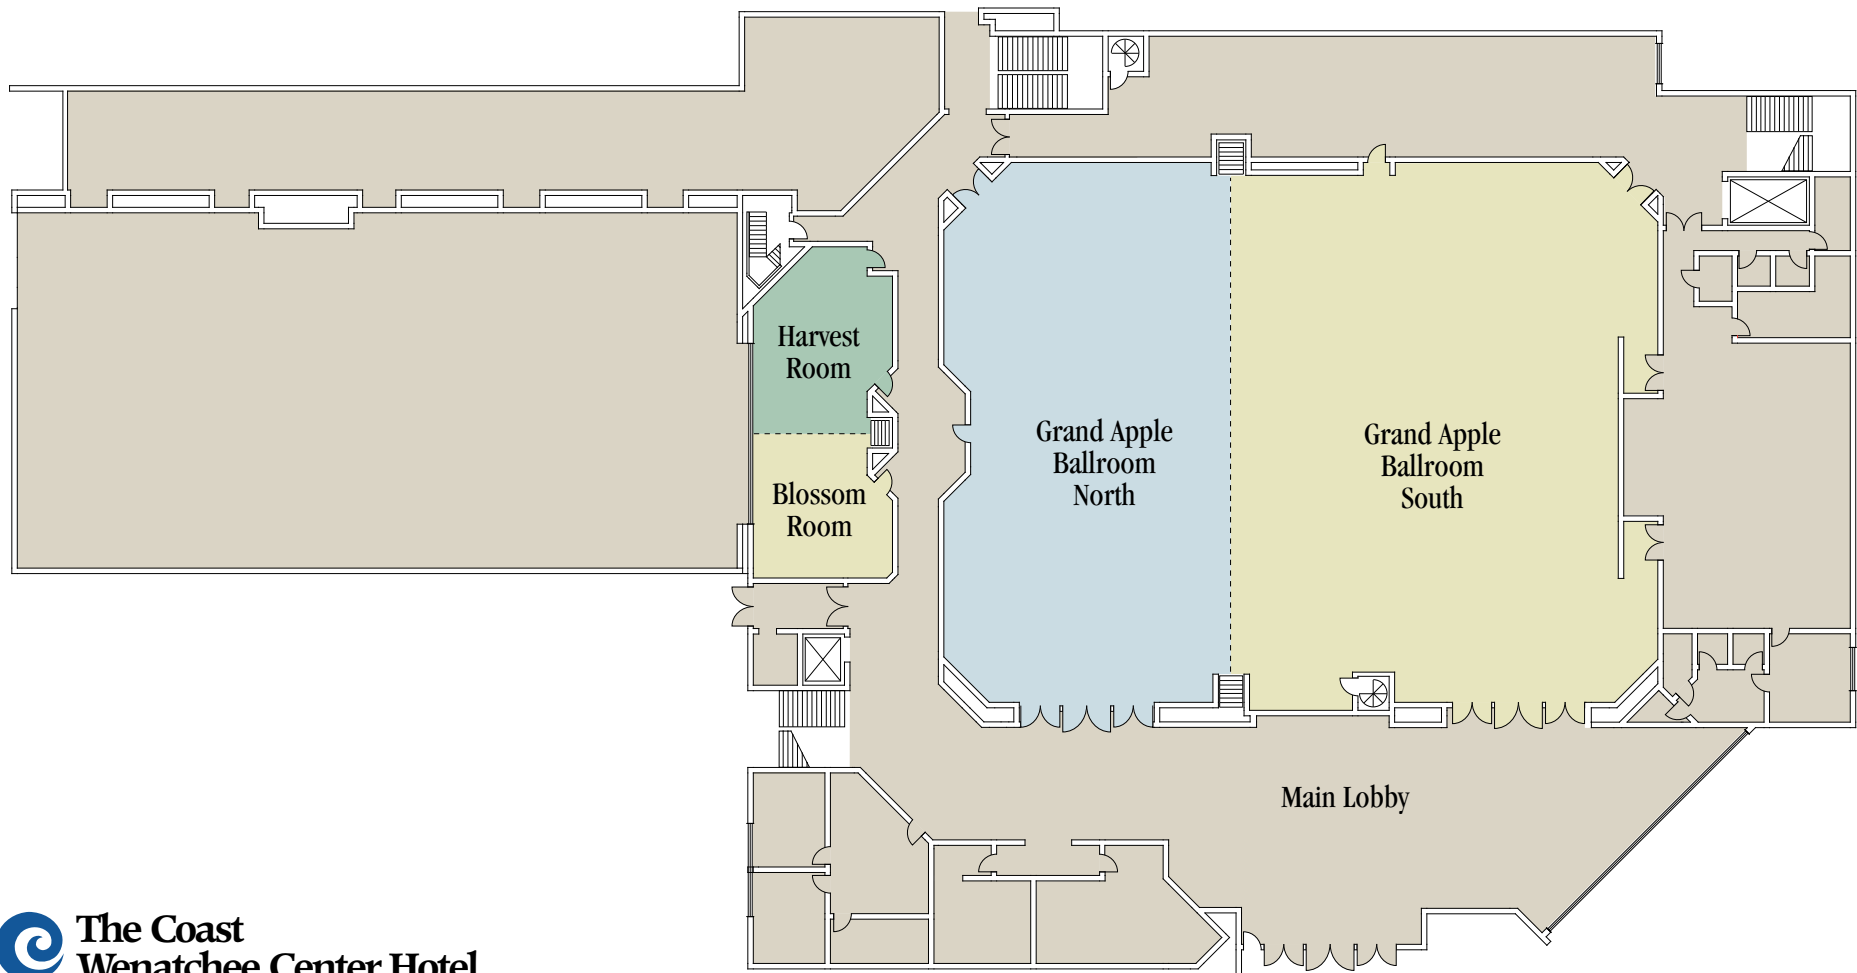 Harvest
Room
Blossom
Room
Grand Apple
Ballroom
North
Grand Apple
Ballroom
South
Main Lobby
The Coast
Wenatchee Center Hotel